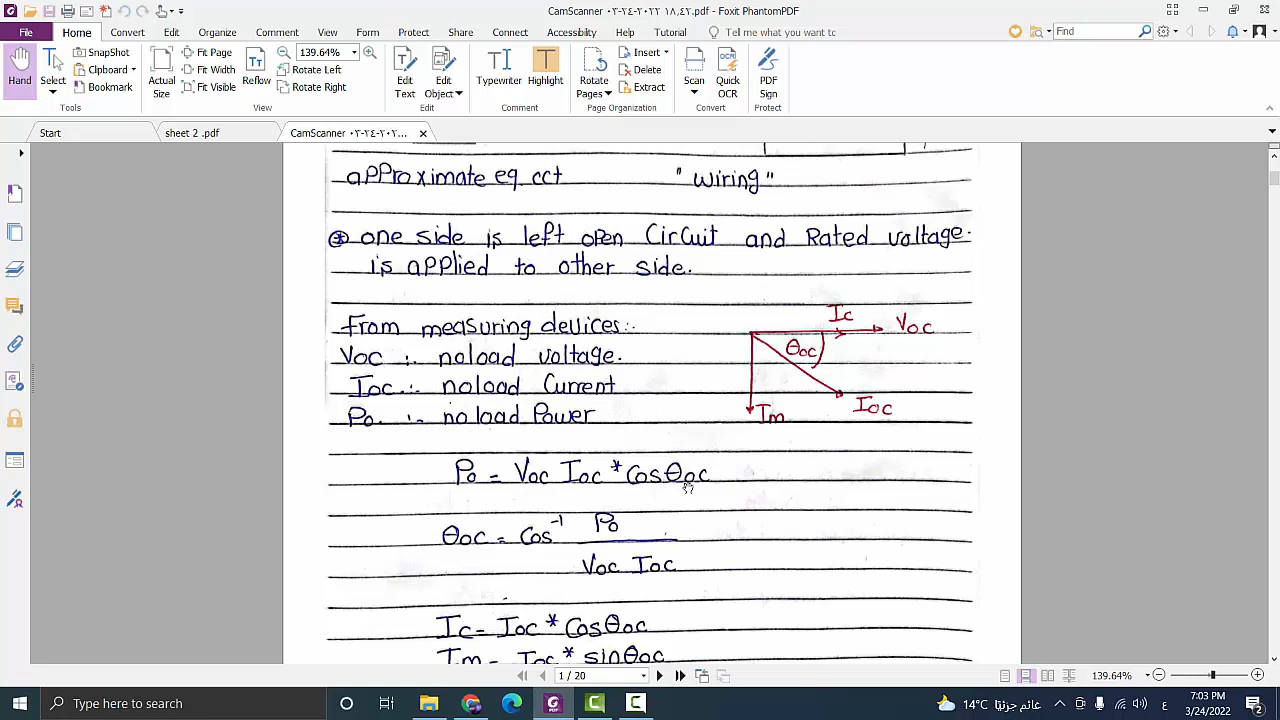 CamScanner ٠٣-٢٤-٢٠٢٢ ١٨,٤٢.pdf - Foxit PhantomPDF
File Home Convert Edit Organize Comment View Form Protect Share Connect Accessibility Help Tutorial Tell me what you want to Find
Hand Select SnapShot Clipboard Bookmark
Tools
Actual Size Fit Page Fit Width Fit Visible Reflow 139.64% Rotate Left Rotate Right
View
Edit Text Edit Object
Edit
Typewriter Highlight
Comment
Rotate Pages Insert Delete Extract
Page Organization
Scan Quick OCR
Convert
PDF Sign
Protect
Start sheet 2 .pdf CamScanner ٠٣-٢٤-٢٠٢...
approximate eq cct "wiring"
* one side is left open Circuit and Rated voltage
is applied to other side.
From measuring devices:.
Voc :. noload voltage.
Ioc :. noload Current
Po. :. noload Power
Ic
Voc
θoc
Ioc
Im
Po = Voc Ioc * Cosθoc
θoc = Cos⁻¹ Po
Voc Ioc
Ic = Ioc * Cosθoc
Im = Ioc * sinθoc
1 / 20 139.64%
Type here to search
14°C غائم جزئيًا
ع
7:03 PM
3/24/2022